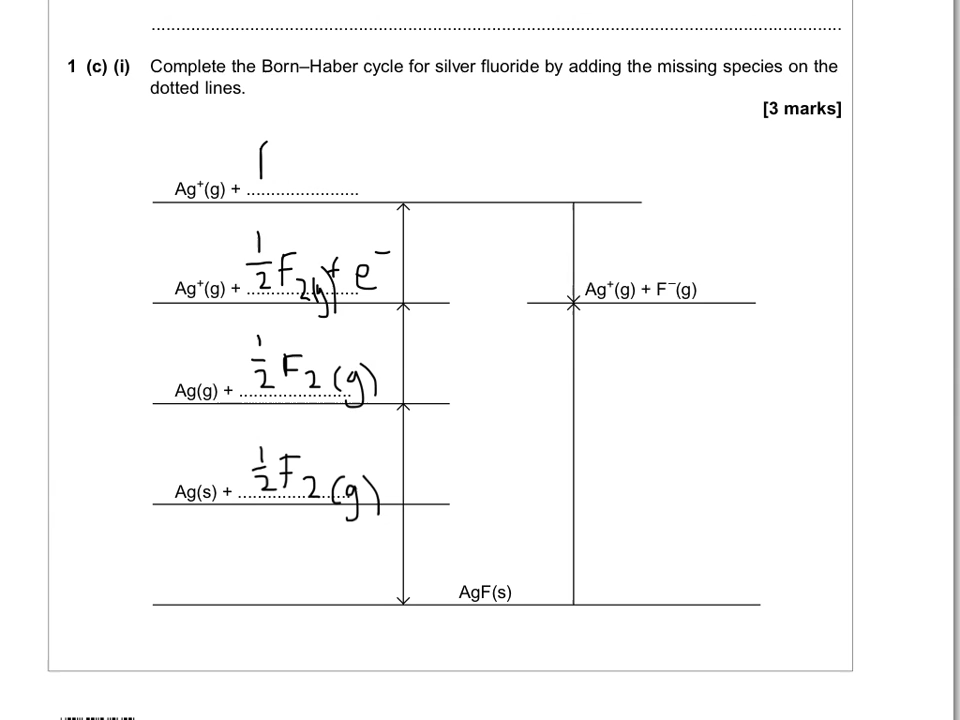 1 (c) (i) Complete the Born–Haber cycle for silver fluoride by adding the missing species on the
dotted lines.
[3 marks]
Ag⁺(g) + ........................
Ag⁺(g) + ½F₂(g) + e⁻
Ag⁺(g) + F⁻(g)
Ag(g) + ½F₂(g)
Ag(s) + ½F₂(g)
AgF(s)